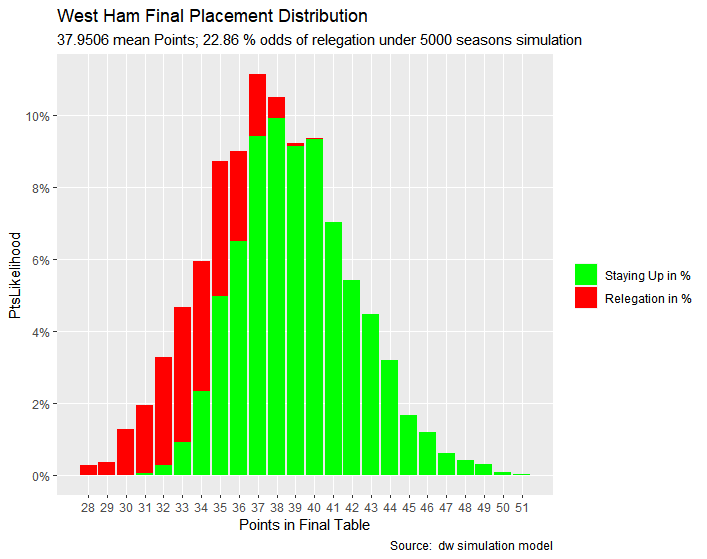 West Ham Final Placement Distribution
37.9506 mean Points; 22.86 % odds of relegation under 5000 seasons simulation
10%
8%
6%
4%
2%
0%
PtsLikelihood
28 29 30 31 32 33 34 35 36 37 38 39 40 41 42 43 44 45 46 47 48 49 50 51
Points in Final Table
Staying Up in %
Relegation in %
Source: dw simulation model